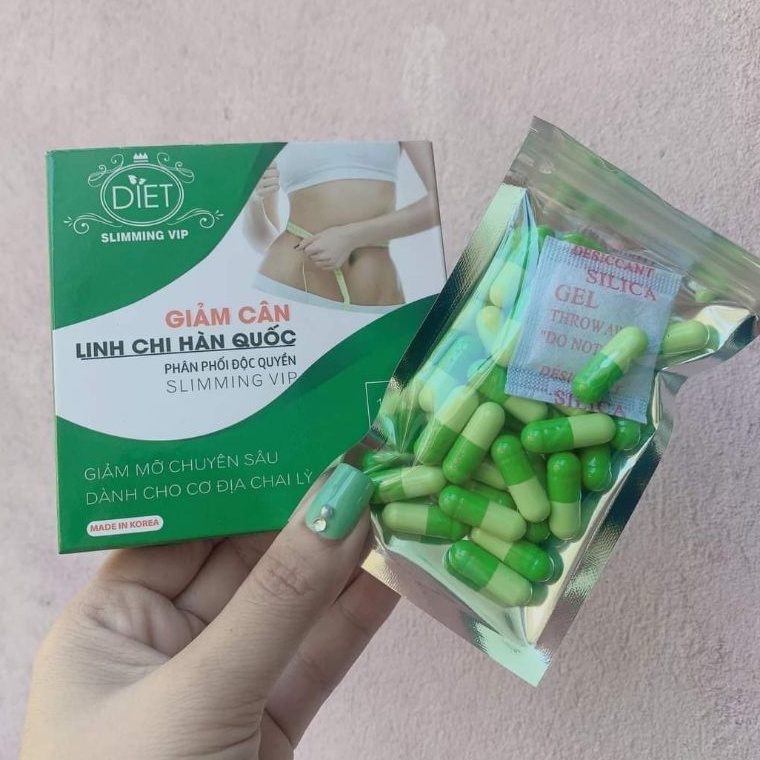 DIET
SLIMMING VIP
GIẢM CÂN
LINH CHI HÀN QUỐC
PHÂN PHỐI ĐỘC QUYỀN
SLIMMING VIP
GIẢM MỠ CHUYÊN SÂU
DÀNH CHO CƠ ĐỊA CHAI LỲ
MADE IN KOREA
DESICCANT
SILICA
GEL
THROW
"DO NOT
SILICA